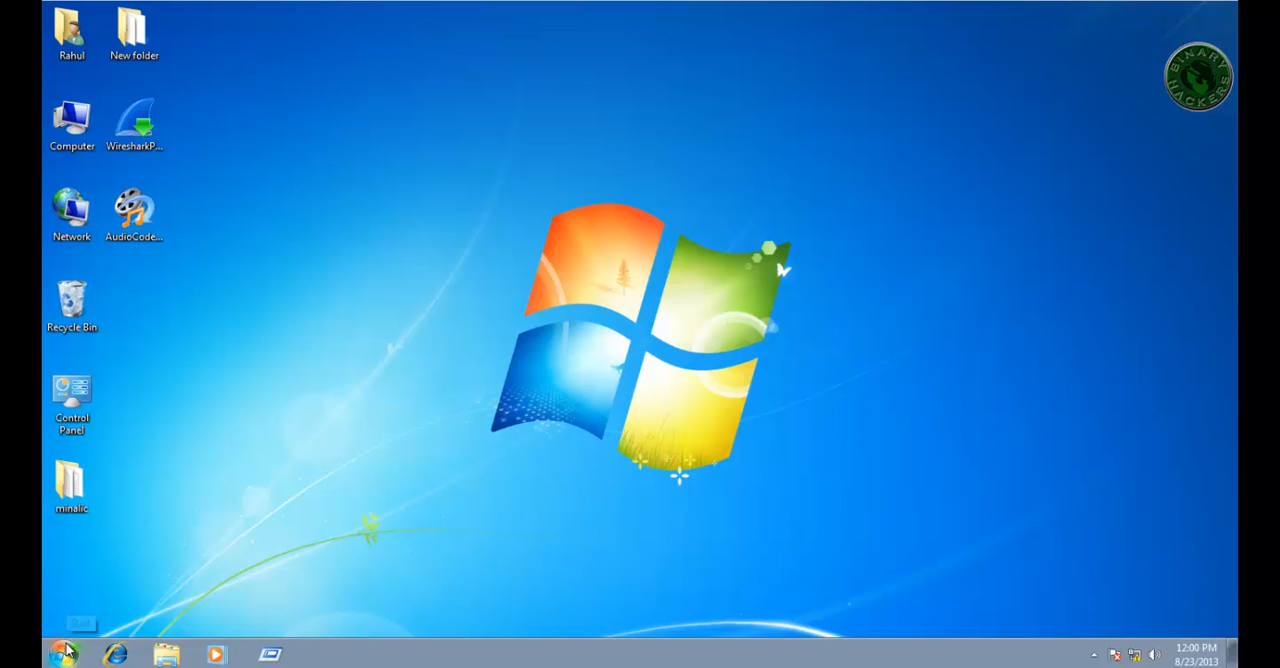 Rahul
New folder
Computer
WiresharkP...
Network
AudioCode...
Recycle Bin
Control
Panel
minalic
Start
12:00 PM
8/23/2013
BINARY
HACKERS